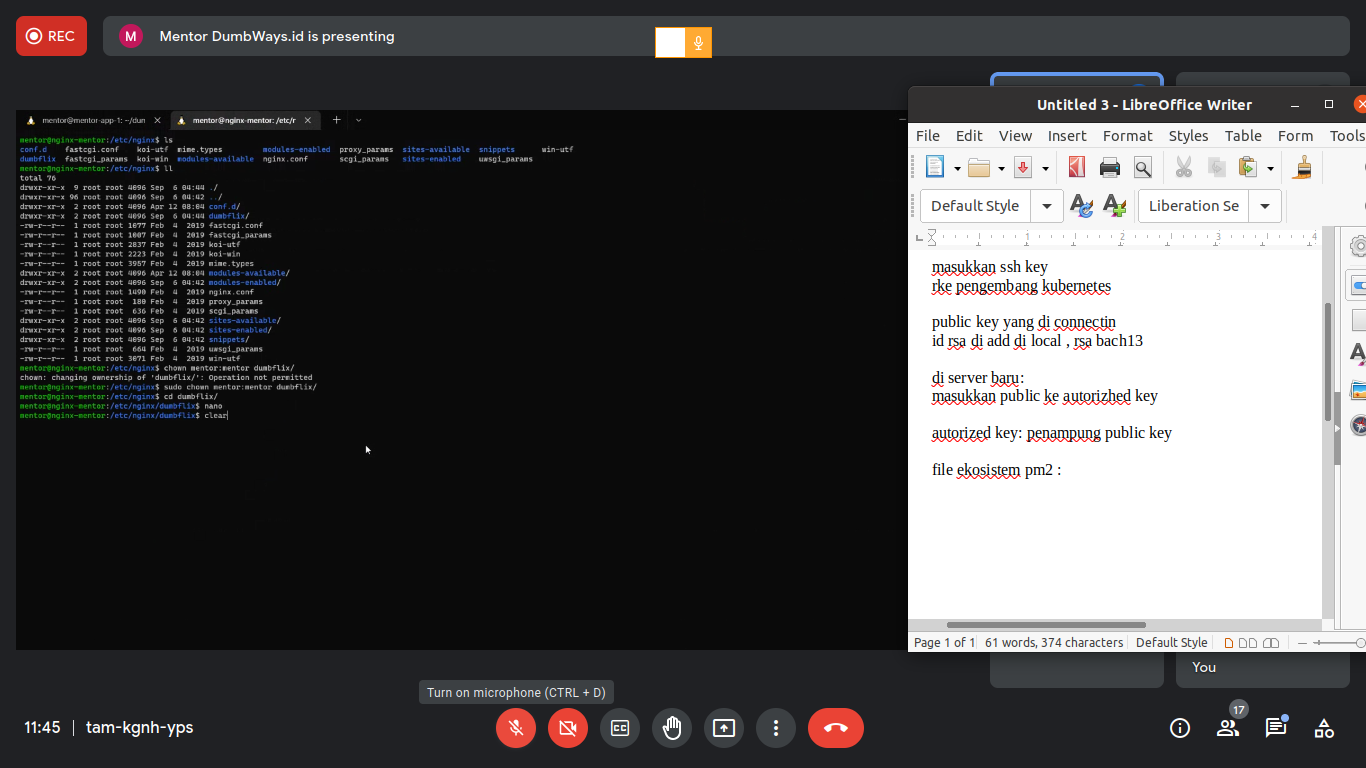 REC
M
Mentor DumbWays.id is presenting
mentor@mentor-app-1: ~/dun
mentor@nginx-mentor: /etc/r
mentor@nginx-mentor:/etc/nginx$ ls
conf.d fastcgi.conf koi-utf mime.types modules-enabled proxy_params sites-available snippets win-utf
dumbflix fastcgi_params koi-win modules-available nginx.conf scgi_params sites-enabled uwsgi_params
mentor@nginx-mentor:/etc/nginx$ ll
total 76
drwxr-xr-x 9 root root 4096 Sep 6 04:44 ./
drwxr-xr-x 96 root root 4096 Sep 6 04:42 ../
drwxr-xr-x 2 root root 4096 Apr 12 08:04 conf.d/
drwxr-xr-x 2 root root 4096 Sep 6 04:44 dumbflix/
-rw-r--r-- 1 root root 1077 Feb 4 2019 fastcgi.conf
-rw-r--r-- 1 root root 1007 Feb 4 2019 fastcgi_params
-rw-r--r-- 1 root root 2837 Feb 4 2019 koi-utf
-rw-r--r-- 1 root root 2223 Feb 4 2019 koi-win
-rw-r--r-- 1 root root 3957 Feb 4 2019 mime.types
drwxr-xr-x 2 root root 4096 Apr 12 08:04 modules-available/
drwxr-xr-x 2 root root 4096 Sep 6 04:42 modules-enabled/
-rw-r--r-- 1 root root 1490 Feb 4 2019 nginx.conf
-rw-r--r-- 1 root root 180 Feb 4 2019 proxy_params
-rw-r--r-- 1 root root 636 Feb 4 2019 scgi_params
drwxr-xr-x 2 root root 4096 Sep 6 04:42 sites-available/
drwxr-xr-x 2 root root 4096 Sep 6 04:42 sites-enabled/
drwxr-xr-x 2 root root 4096 Sep 6 04:42 snippets/
-rw-r--r-- 1 root root 664 Feb 4 2019 uwsgi_params
-rw-r--r-- 1 root root 3071 Feb 4 2019 win-utf
mentor@nginx-mentor:/etc/nginx$ chown mentor:mentor dumbflix/
chown: changing ownership of 'dumbflix/': Operation not permitted
mentor@nginx-mentor:/etc/nginx$ sudo chown mentor:mentor dumbflix/
mentor@nginx-mentor:/etc/nginx$ cd dumbflix/
mentor@nginx-mentor:/etc/nginx/dumbflix$ nano
mentor@nginx-mentor:/etc/nginx/dumbflix$ clear
Untitled 3 - LibreOffice Writer
File Edit View Insert Format Styles Table Form Tools
Default Style Liberation Se
1 2 3 4
masukkan ssh key
rke pengembang kubernetes
public key yang di connectin
id rsa di add di local , rsa bach13
di server baru:
masukkan public ke autorizhed key
autorized key: penampung public key
file ekosistem pm2 :
Page 1 of 1 61 words, 374 characters Default Style
You
Turn on microphone (CTRL + D)
11:45 | tam-kgnh-yps
17